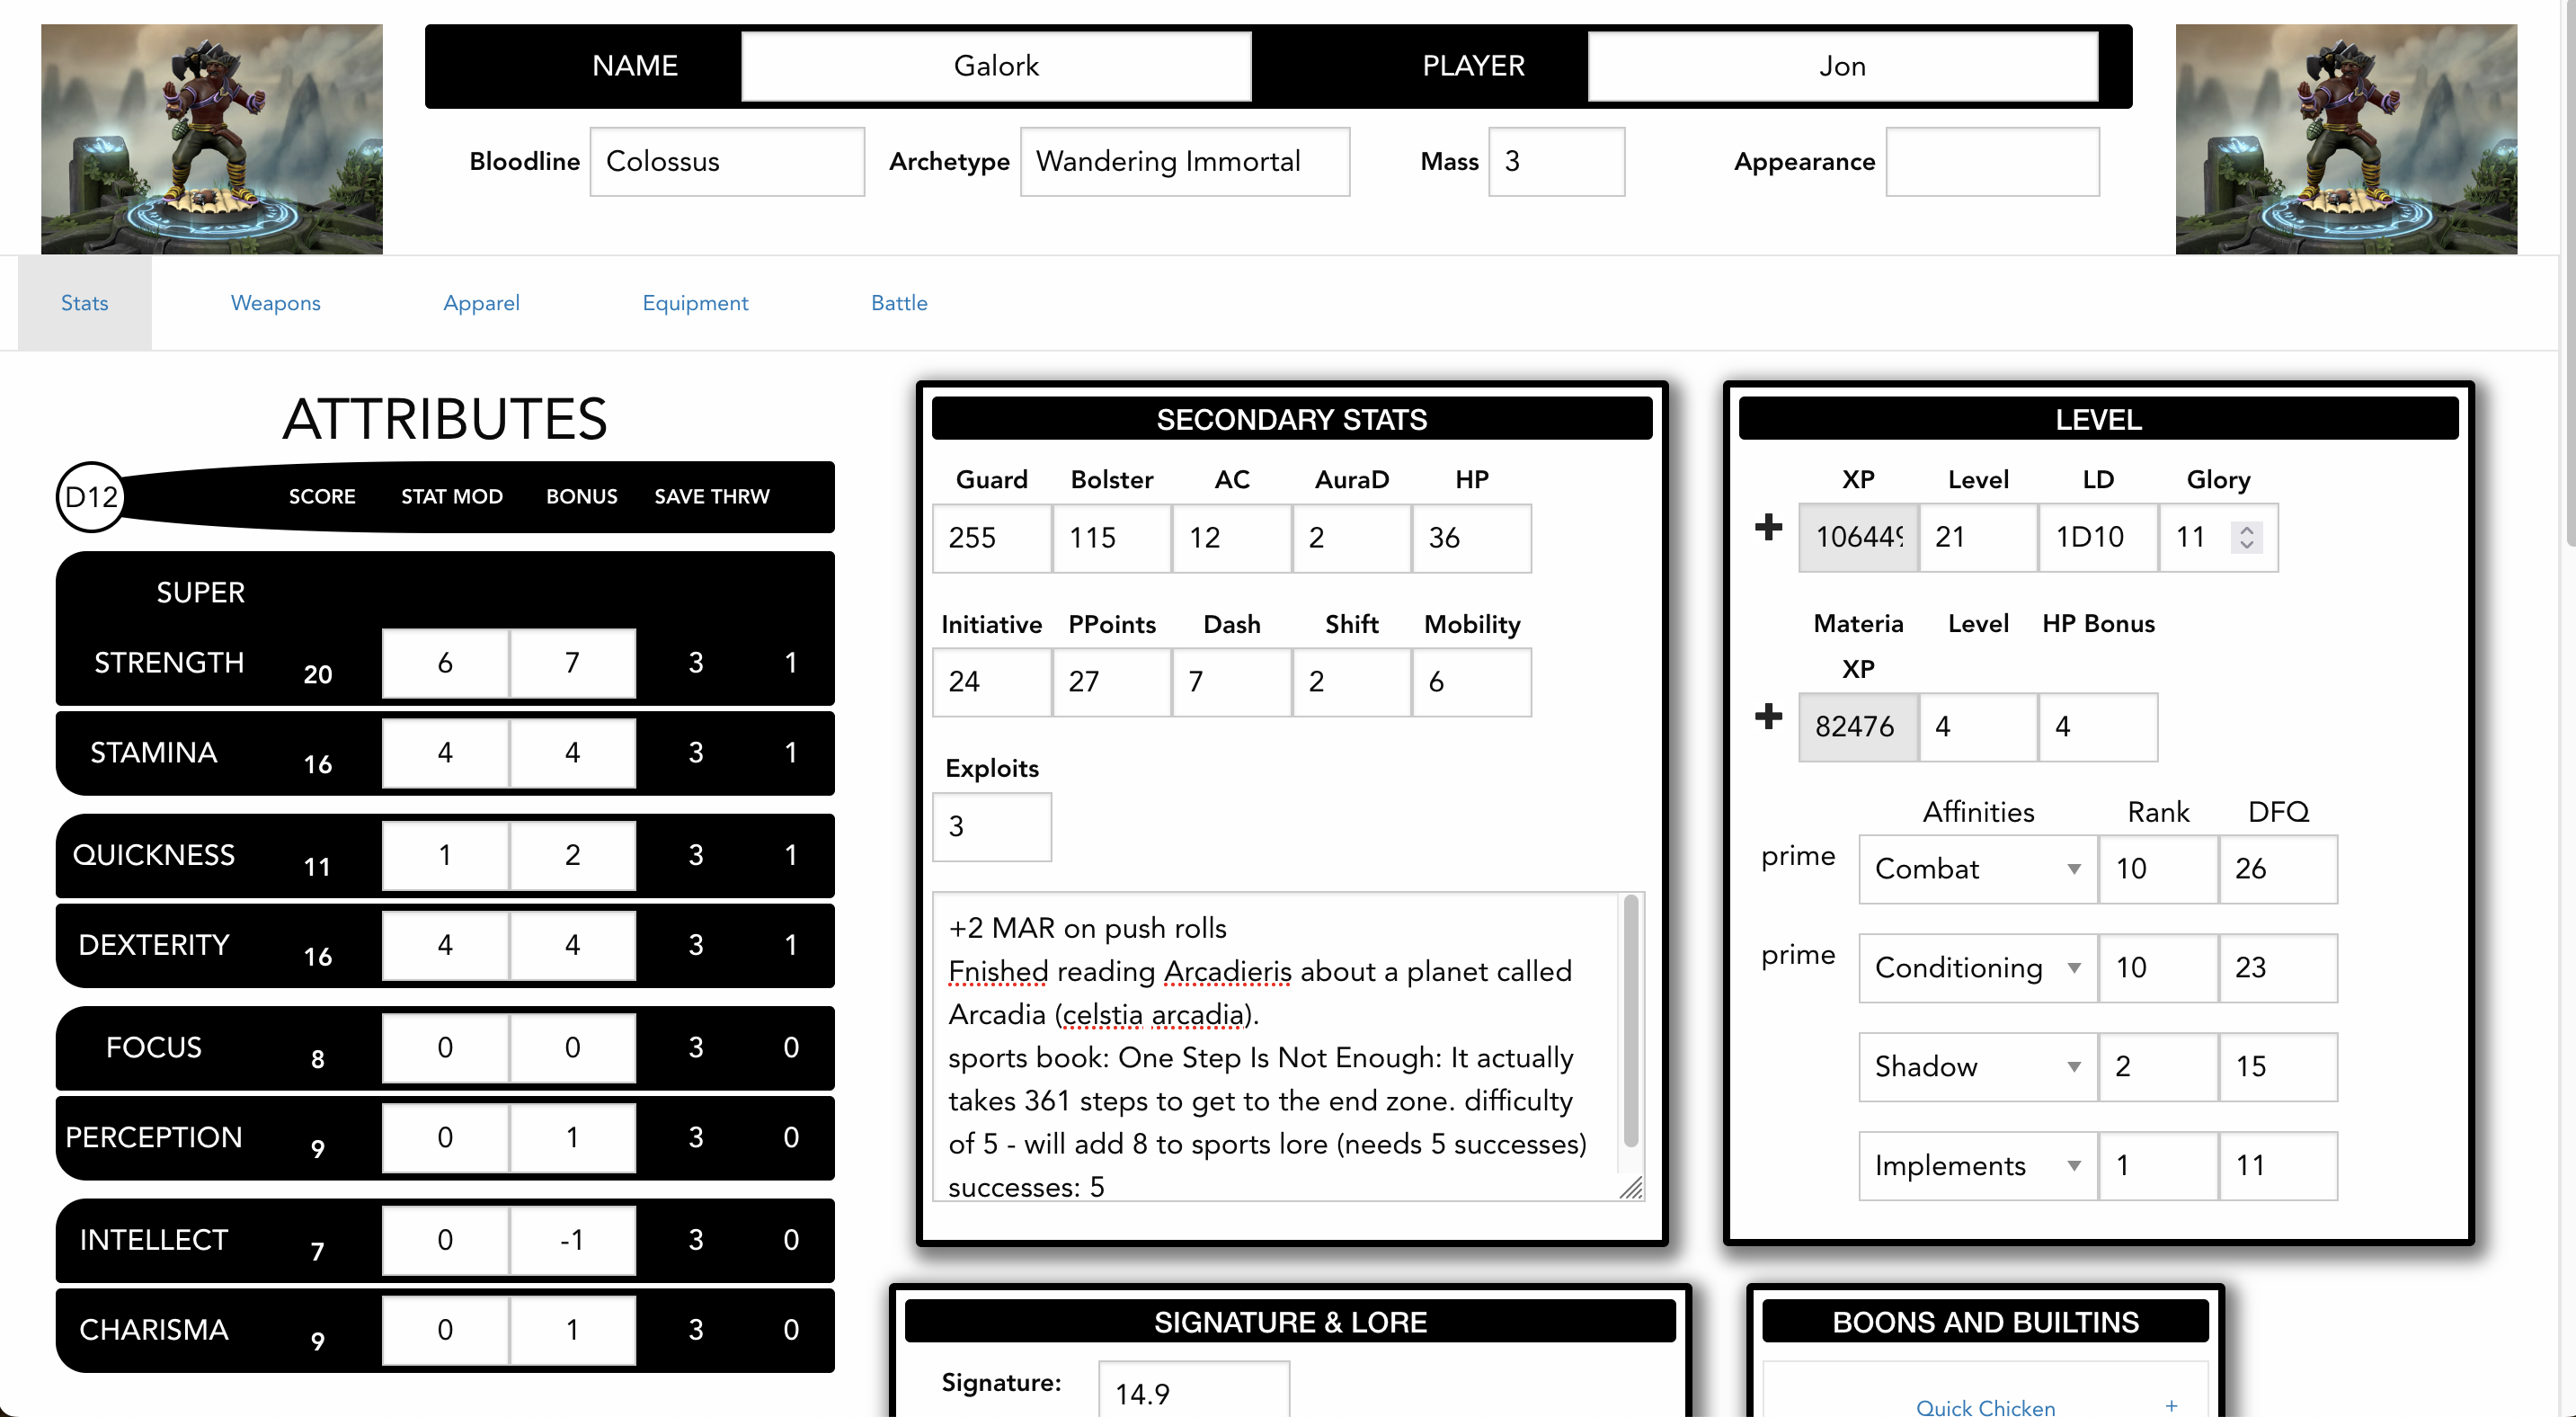 NAME Galork PLAYER Jon
Bloodline Colossus Archetype Wandering Immortal Mass 3 Appearance
Stats Weapons Apparel Equipment Battle
ATTRIBUTES
D12 SCORE STAT MOD BONUS SAVE THRW
SUPER
STRENGTH 20 6 7 3 1
STAMINA 16 4 4 3 1
QUICKNESS 11 1 2 3 1
DEXTERITY 16 4 4 3 1
FOCUS 8 0 0 3 0
PERCEPTION 9 0 1 3 0
INTELLECT 7 0 -1 3 0
CHARISMA 9 0 1 3 0
SECONDARY STATS
Guard Bolster AC AuraD HP
255 115 12 2 36
Initiative PPoints Dash Shift Mobility
24 27 7 2 6
Exploits
3
+2 MAR on push rolls
Fnished reading Arcadieris about a planet called
Arcadia (celstia arcadia).
sports book: One Step Is Not Enough: It actually
takes 361 steps to get to the end zone. difficulty
of 5 - will add 8 to sports lore (needs 5 successes)
successes: 5
LEVEL
XP Level LD Glory
106449 21 1D10 11
Materia Level HP Bonus
XP
82476 4 4
Affinities Rank DFQ
prime Combat 10 26
prime Conditioning 10 23
Shadow 2 15
Implements 1 11
SIGNATURE & LORE
Signature: 14.9
BOONS AND BUILTINS
Quick Chicken +